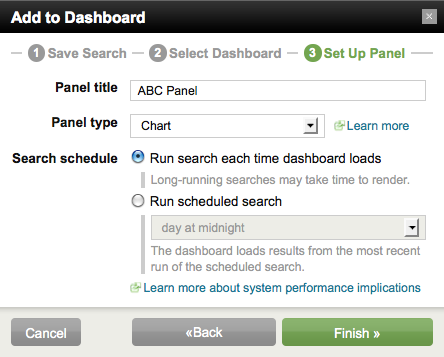 Add to Dashboard
1 Save Search 2 Select Dashboard 3 Set Up Panel
Panel title ABC Panel
Panel type Chart Learn more
Search schedule Run search each time dashboard loads
Long-running searches may take time to render.
Run scheduled search
day at midnight
The dashboard loads results from the most recent
run of the scheduled search.
Learn more about system performance implications
Cancel «Back Finish »